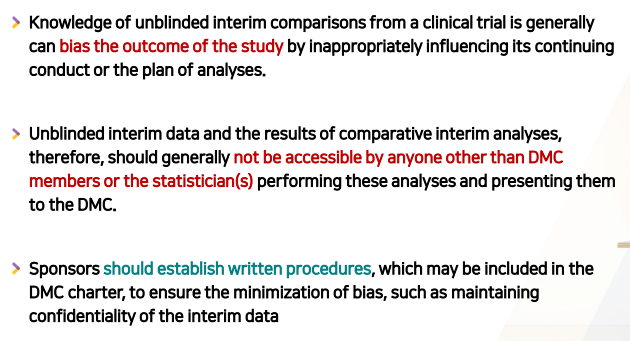 Knowledge of unblinded interim comparisons from a clinical trial is generally
can bias the outcome of the study by inappropriately influencing its continuing
conduct or the plan of analyses.
Unblinded interim data and the results of comparative interim analyses,
therefore, should generally not be accessible by anyone other than DMC
members or the statistician(s) performing these analyses and presenting them
to the DMC.
Sponsors should establish written procedures, which may be included in the
DMC charter, to ensure the minimization of bias, such as maintaining
confidentiality of the interim data